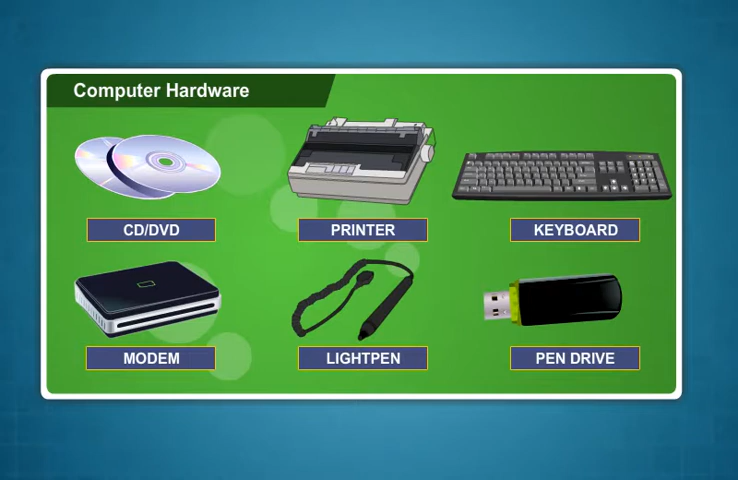 Computer Hardware
CD/DVD
PRINTER
KEYBOARD
MODEM
LIGHTPEN
PEN DRIVE